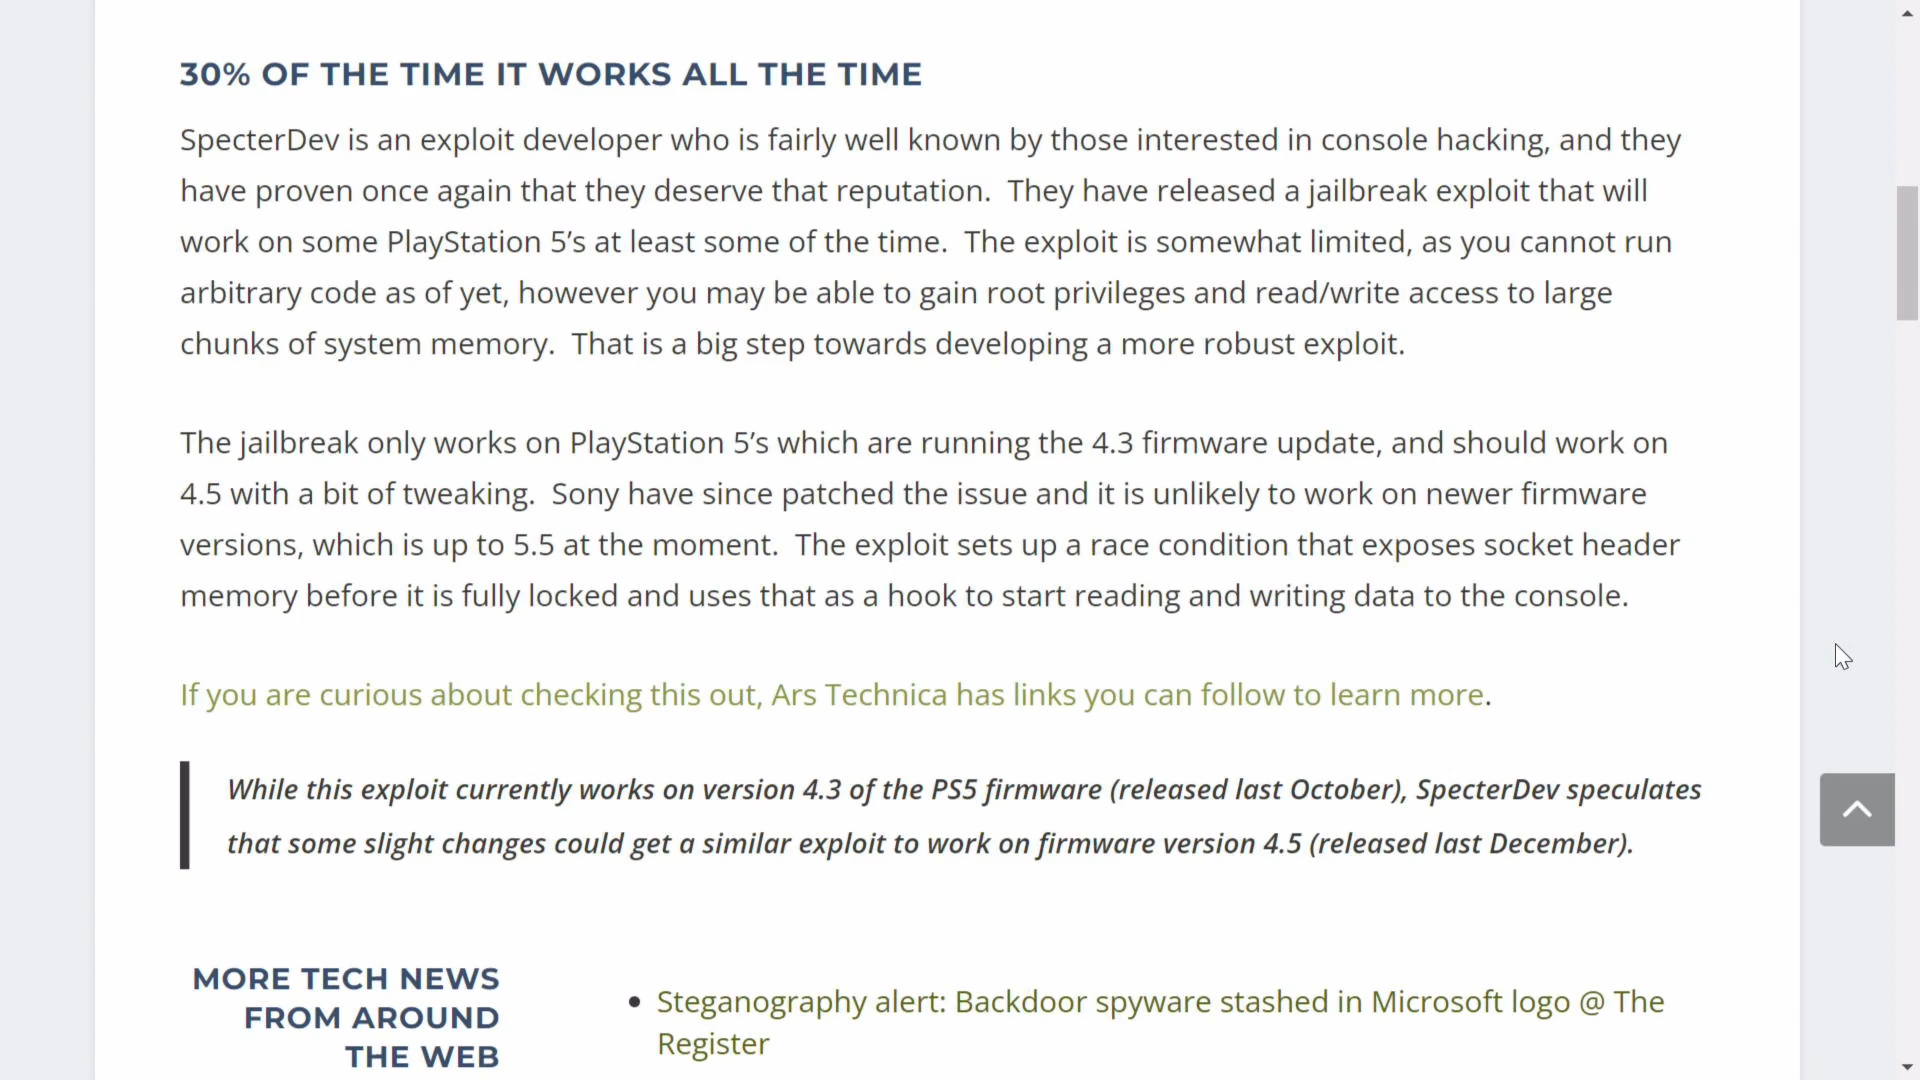 30% OF THE TIME IT WORKS ALL THE TIME
SpecterDev is an exploit developer who is fairly well known by those interested in console hacking, and they
have proven once again that they deserve that reputation.  They have released a jailbreak exploit that will
work on some PlayStation 5’s at least some of the time.  The exploit is somewhat limited, as you cannot run
arbitrary code as of yet, however you may be able to gain root privileges and read/write access to large
chunks of system memory.  That is a big step towards developing a more robust exploit.
The jailbreak only works on PlayStation 5’s which are running the 4.3 firmware update, and should work on
4.5 with a bit of tweaking.  Sony have since patched the issue and it is unlikely to work on newer firmware
versions, which is up to 5.5 at the moment.  The exploit sets up a race condition that exposes socket header
memory before it is fully locked and uses that as a hook to start reading and writing data to the console.
If you are curious about checking this out, Ars Technica has links you can follow to learn more.
While this exploit currently works on version 4.3 of the PS5 firmware (released last October), SpecterDev speculates
that some slight changes could get a similar exploit to work on firmware version 4.5 (released last December).
MORE TECH NEWS
FROM AROUND
THE WEB
• Steganography alert: Backdoor spyware stashed in Microsoft logo @ The
Register